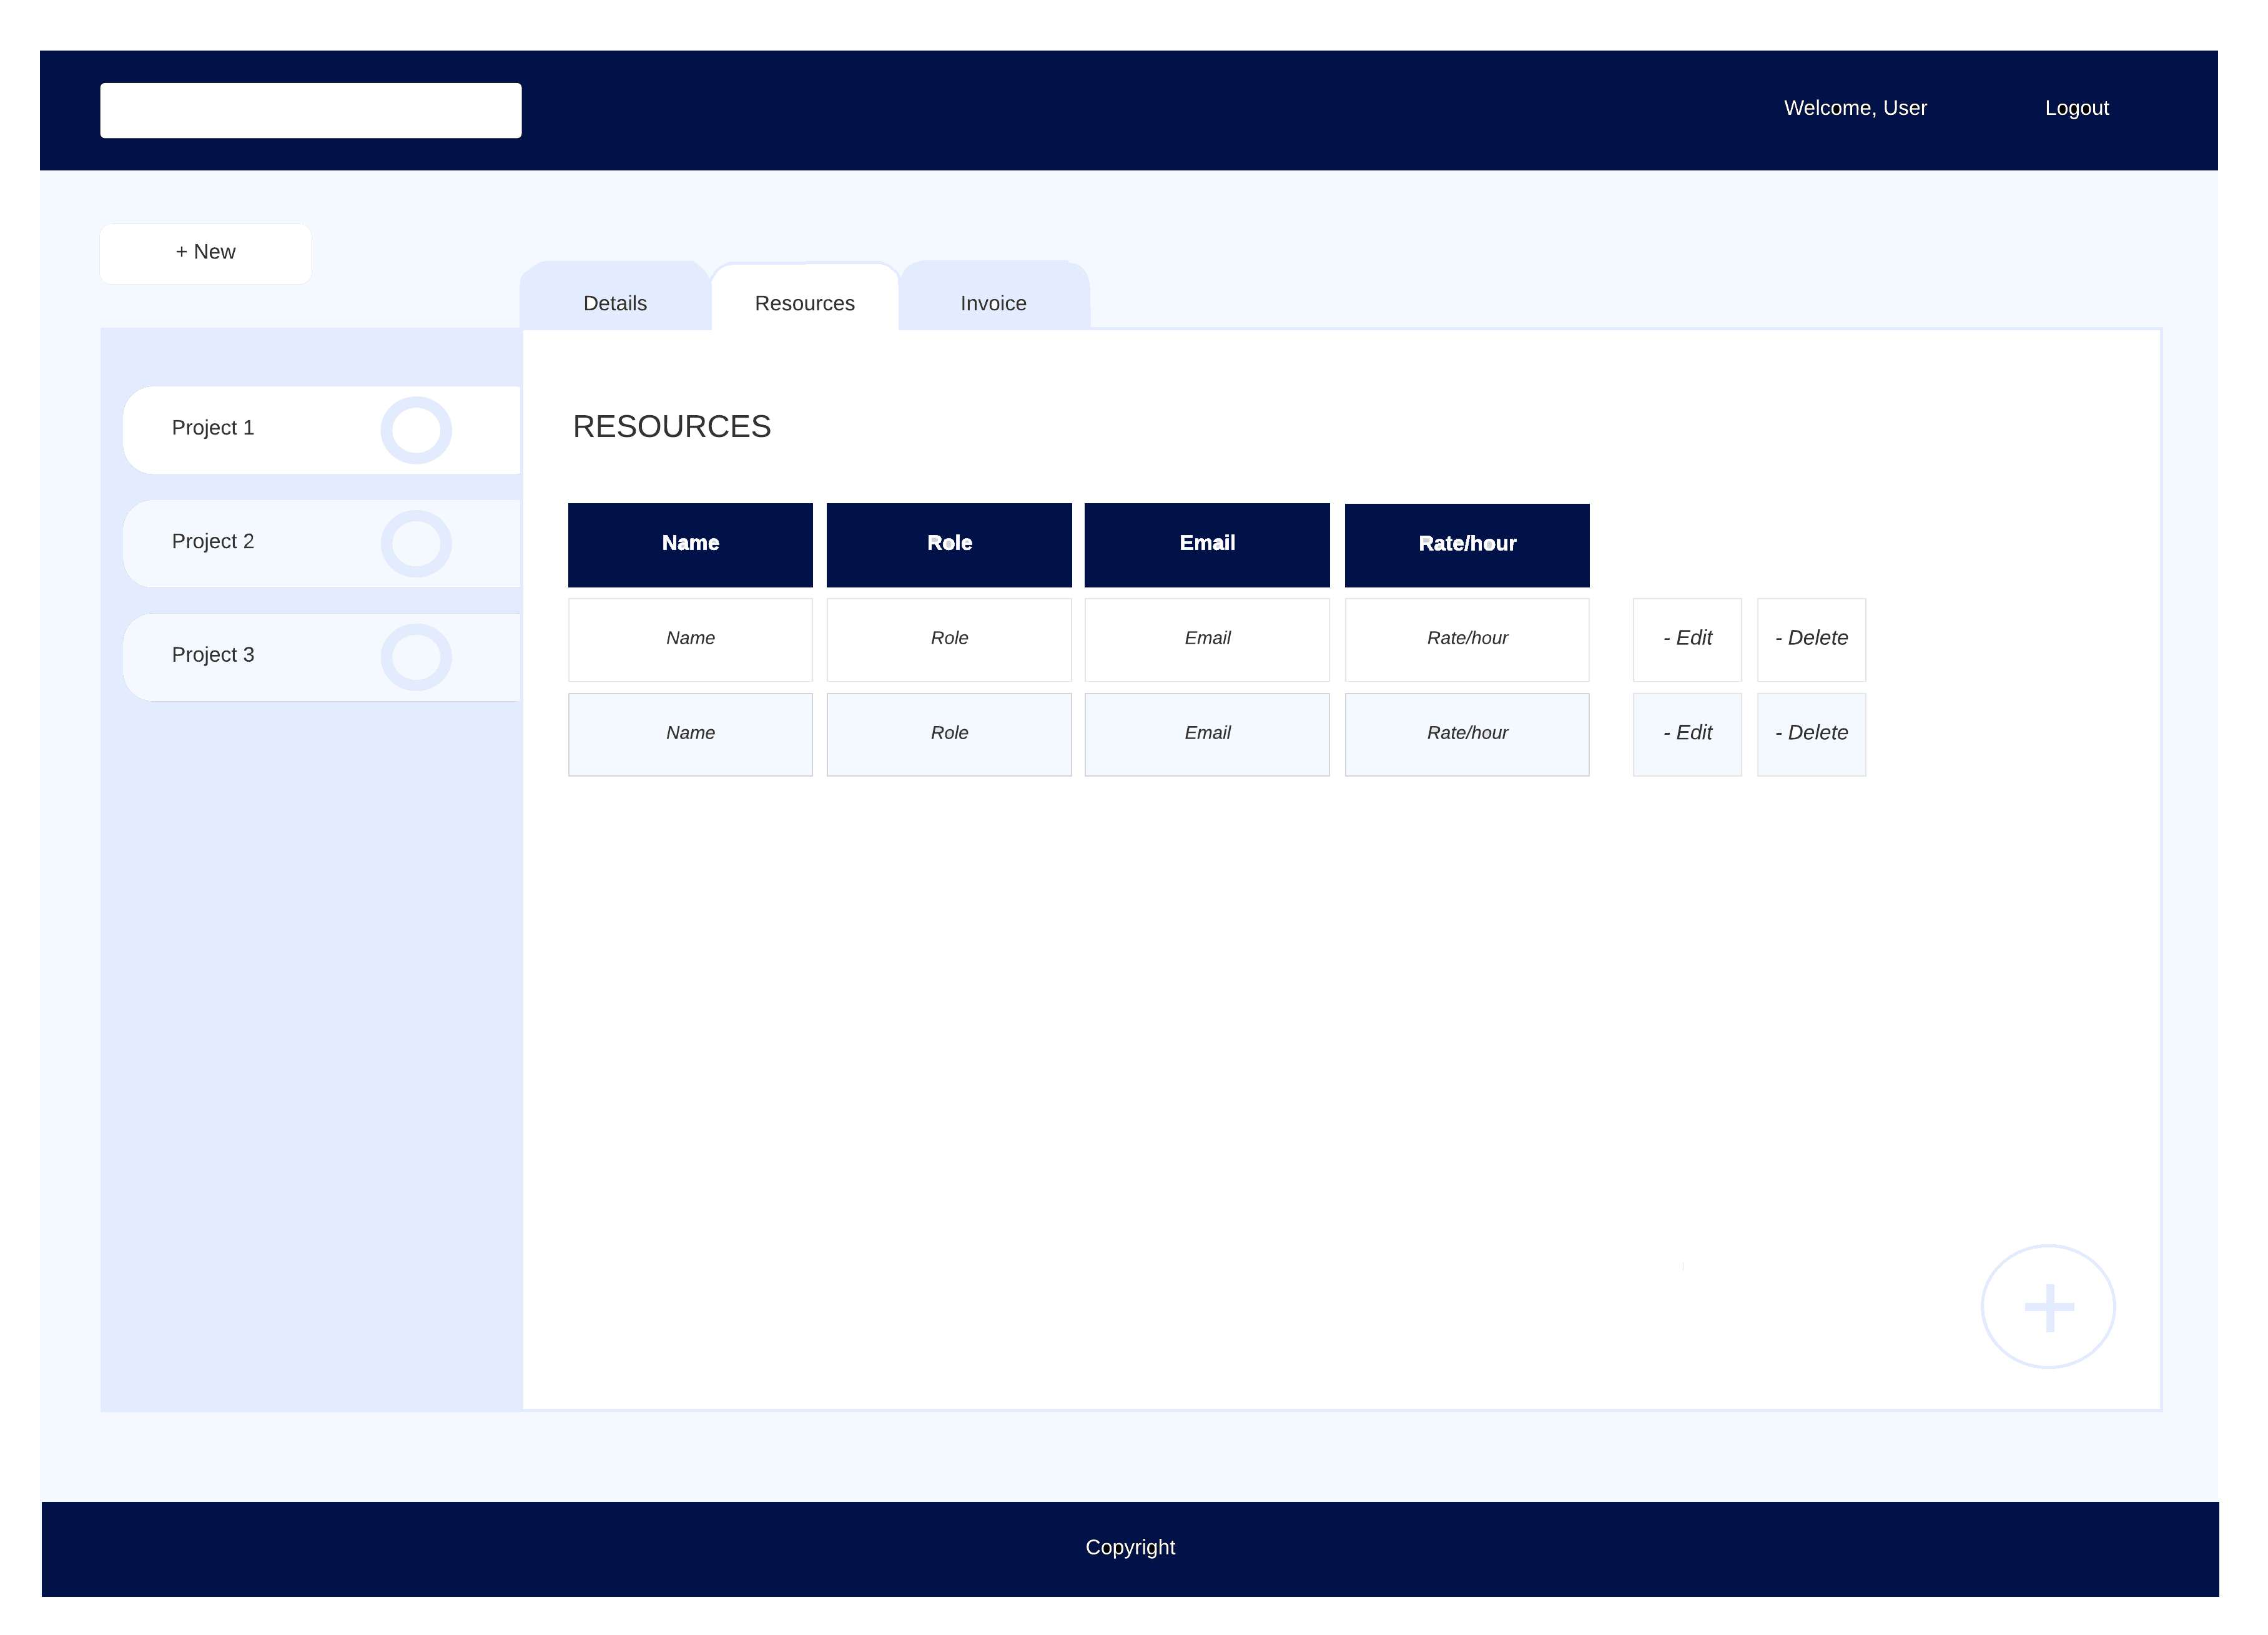 Welcome, User Logout
+ New
Details Resources Invoice
Project 1
Project 2
Project 3
RESOURCES
Name Role Email Rate/hour
Name Role Email Rate/hour - Edit - Delete
Name Role Email Rate/hour - Edit - Delete
+
Copyright